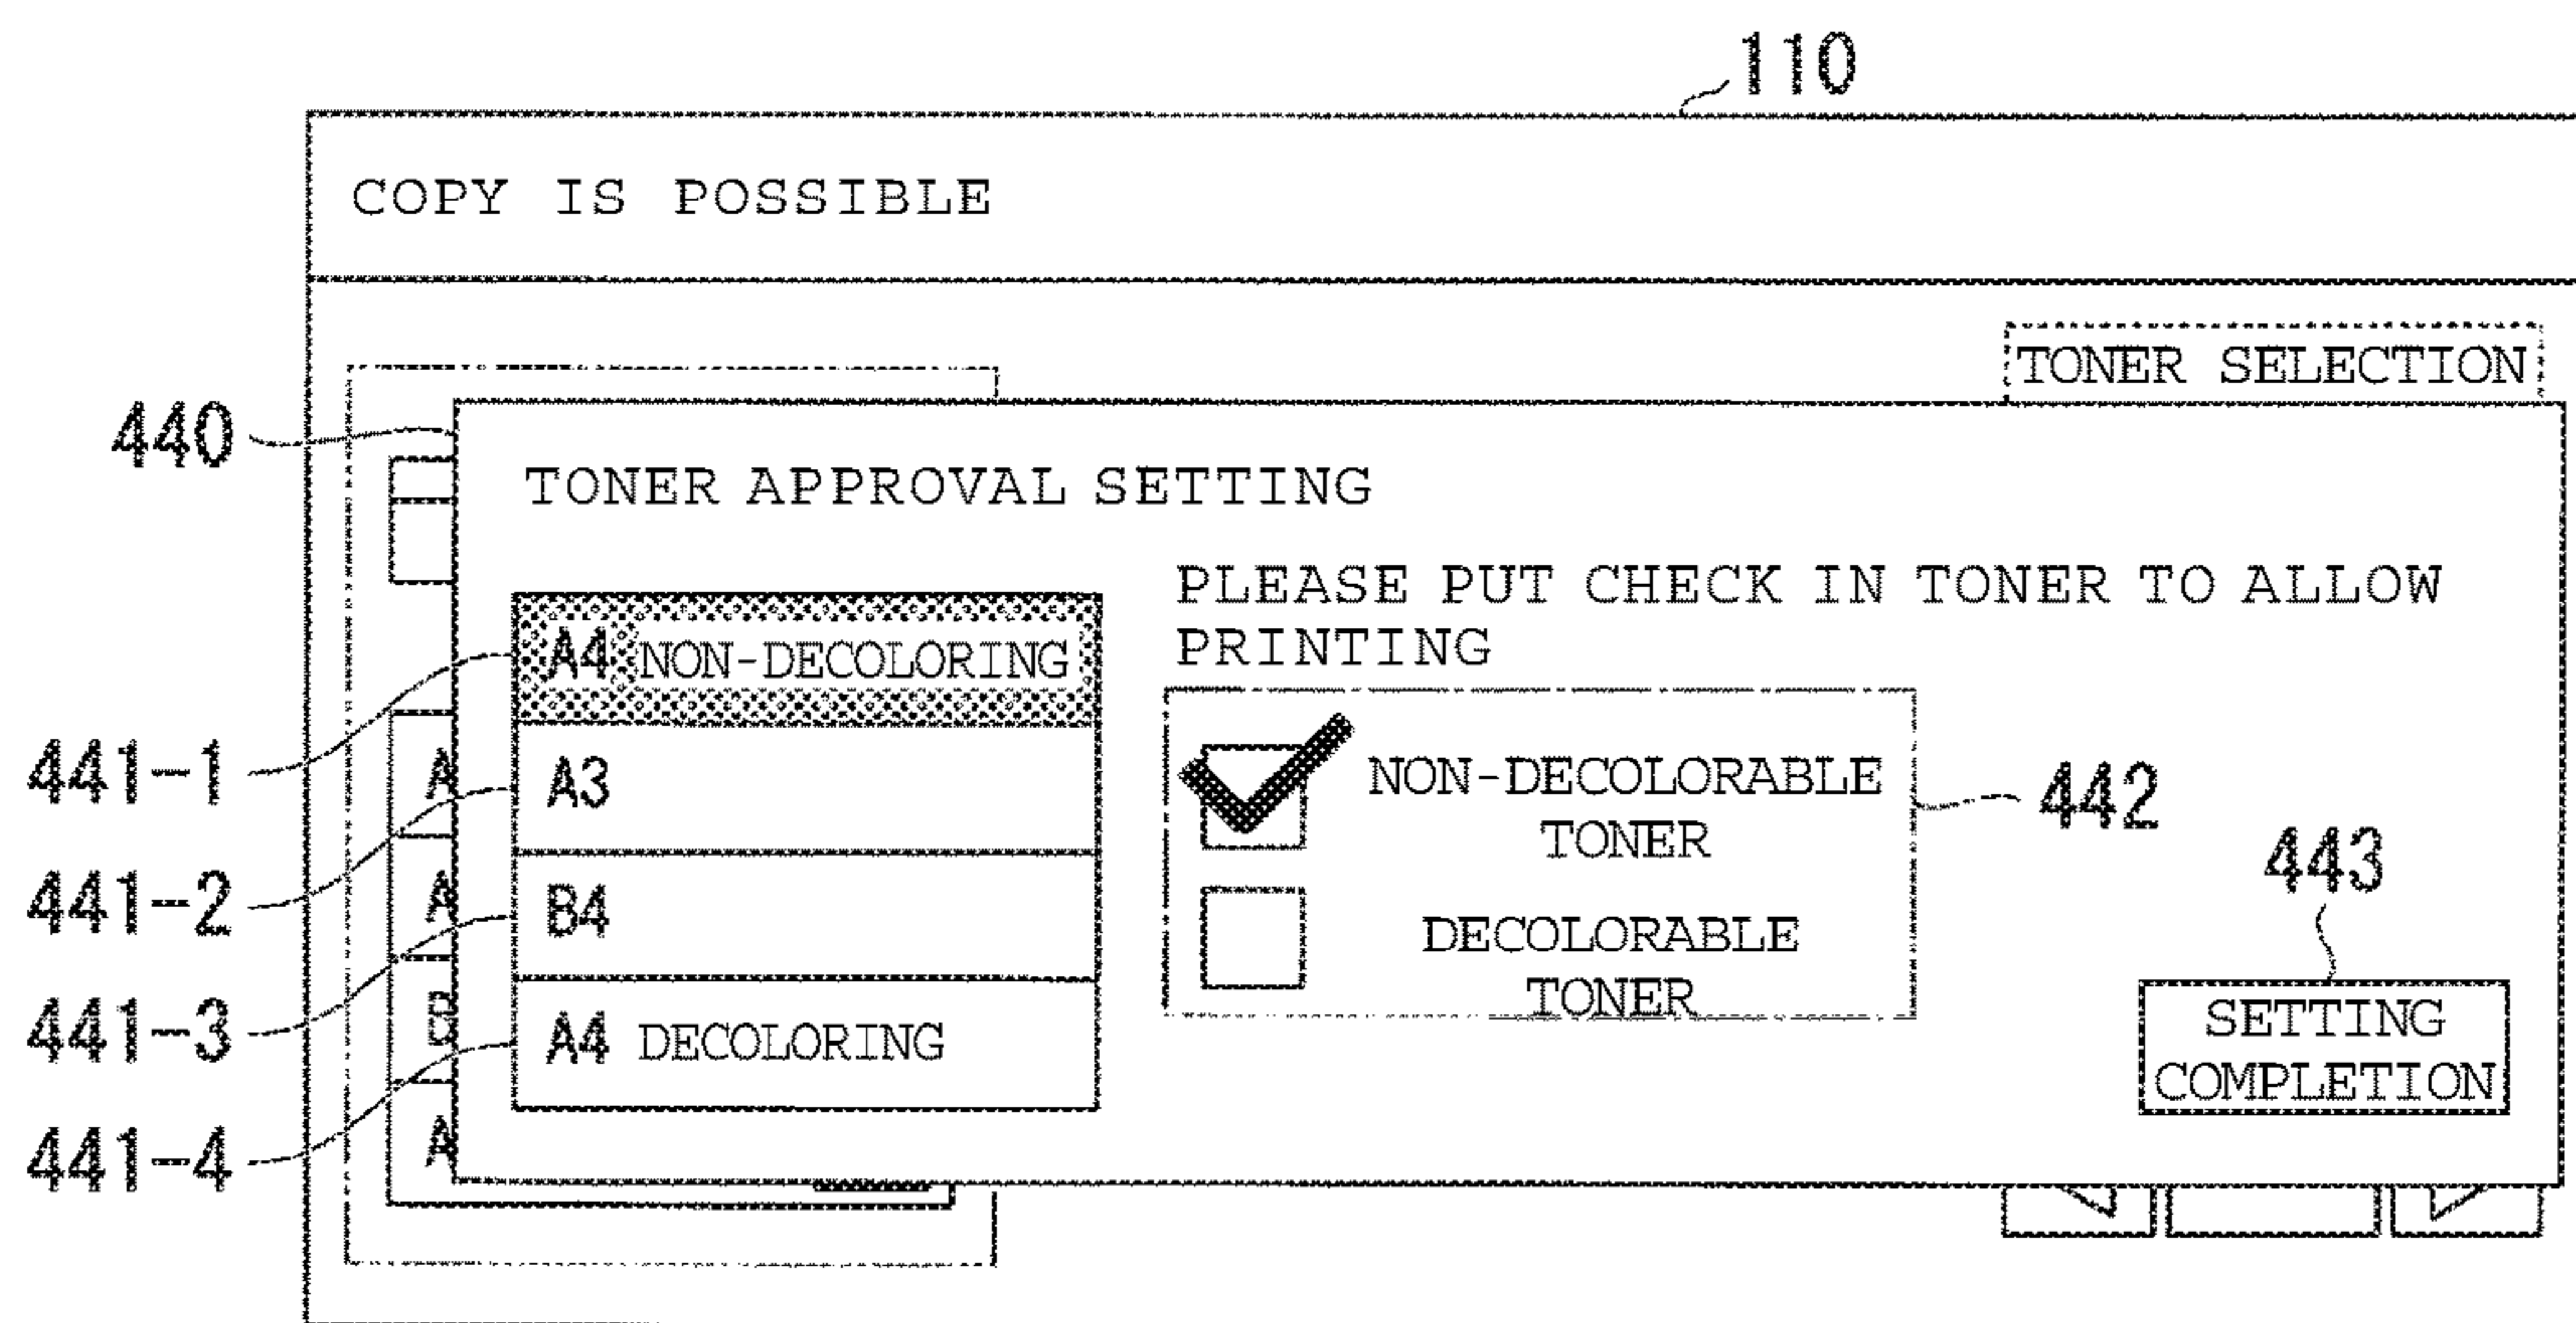 110
COPY IS POSSIBLE
TONER SELECTION
440
TONER APPROVAL SETTING
PLEASE PUT CHECK IN TONER TO ALLOW
PRINTING
A4 NON-DECOLORING
441-1
A3
NON-DECOLORABLE
TONER
442
441-2
B4
DECOLORABLE
TONER
443
441-3
A4 DECOLORING
SETTING
COMPLETION
441-4
A
A
B
A